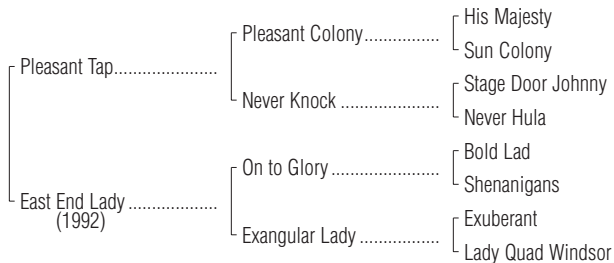 His Majesty
Pleasant Colony................
Sun Colony
Pleasant Tap......................
Stage Door Johnny
Never Knock .....................
Never Hula
Bold Lad
On to Glory .......................
Shenanigans
East End Lady ...................
(1992)
Exuberant
Exangular Lady .................
Lady Quad Windsor